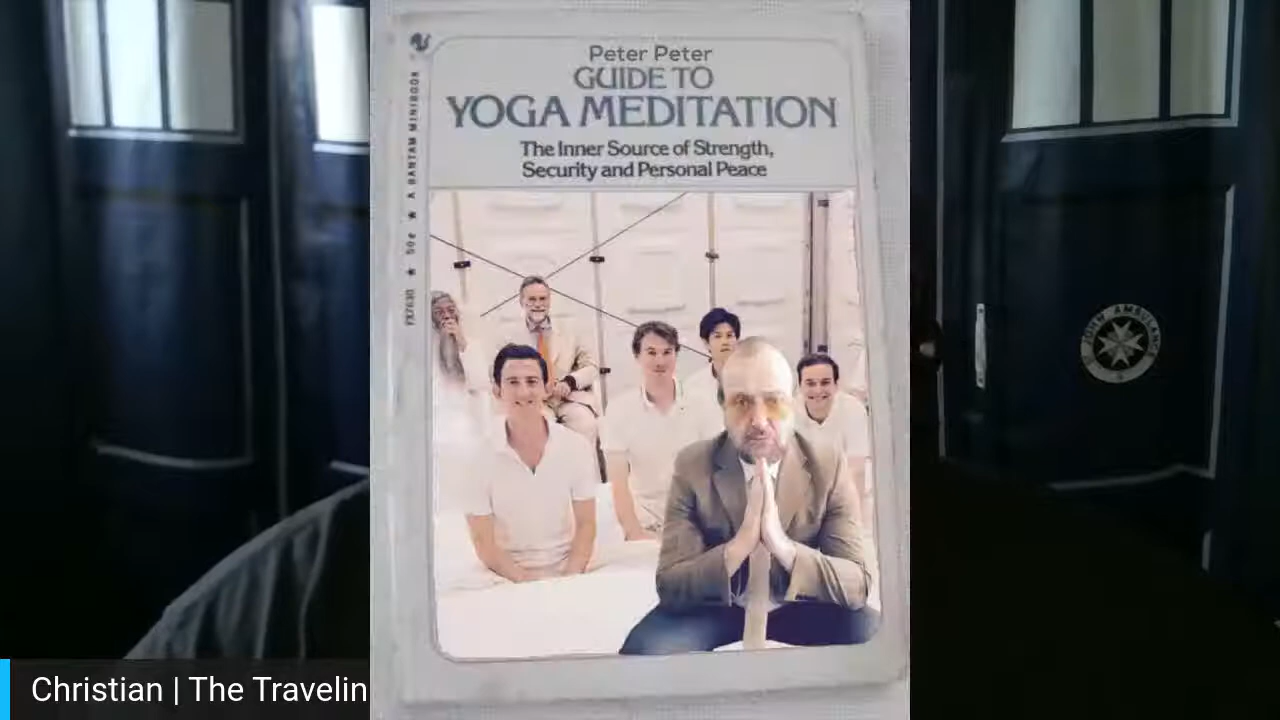 Peter Peter
GUIDE TO
YOGA MEDITATION
The Inner Source of Strength,
Security and Personal Peace
A BANTAM MINIBOOK ★ 50¢ ★
Christian | The Travelin